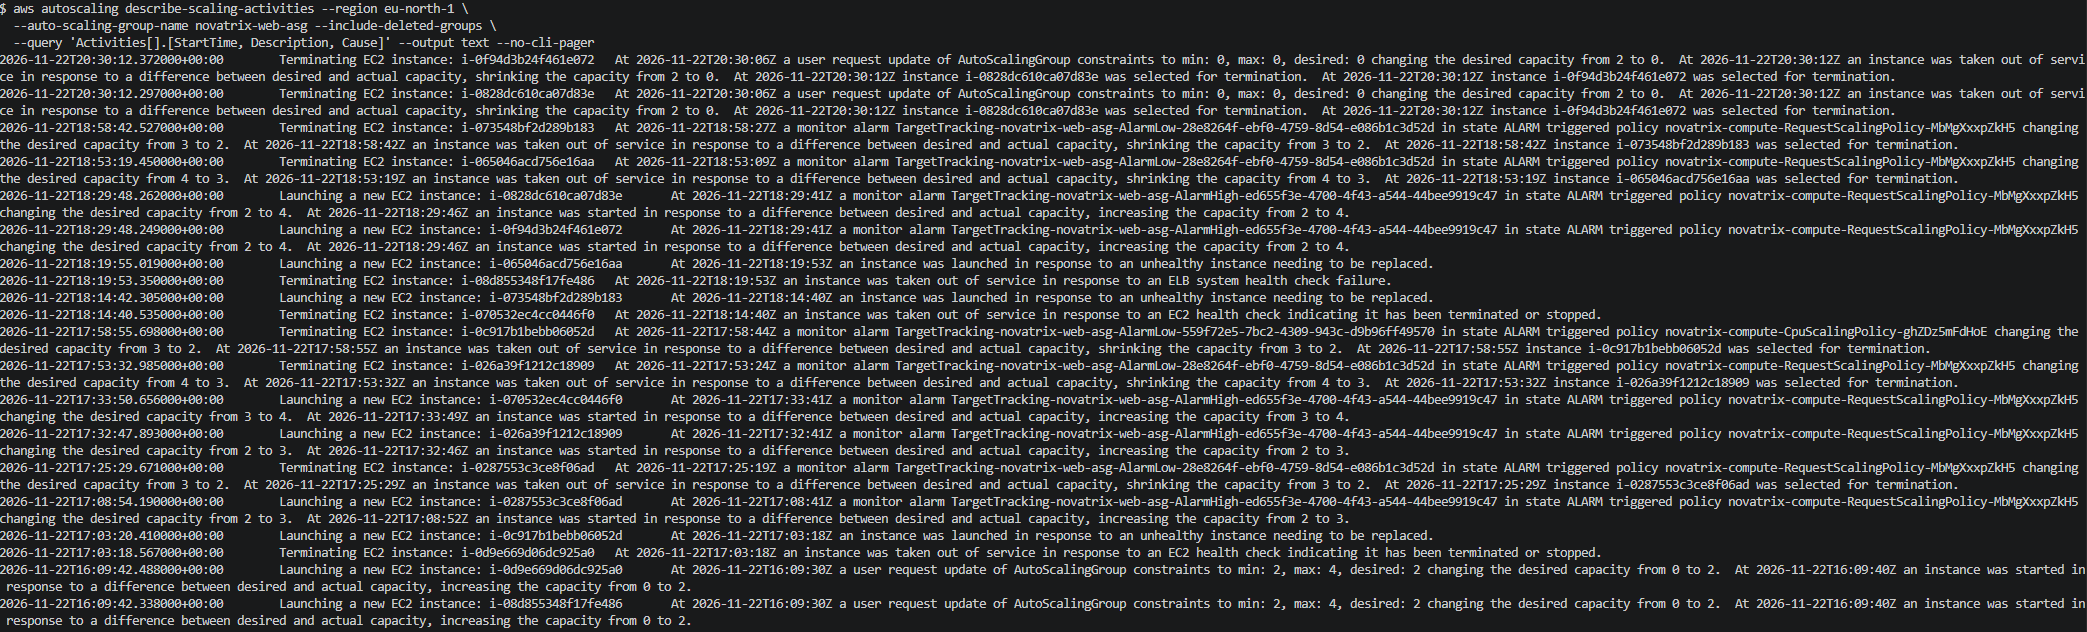 $ aws autoscaling describe-scaling-activities --region eu-north-1 \
  --auto-scaling-group-name novatrix-web-asg --include-deleted-groups \
  --query 'Activities[].[StartTime, Description, Cause]' --output text --no-cli-pager
2026-11-22T20:30:12.372000+00:00	Terminating EC2 instance: i-0f94d3b24f461e072	At 2026-11-22T20:30:06Z a user request update of AutoScalingGroup constraints to min: 0, max: 0, desired: 0 changing the desired capacity from 2 to 0.  At 2026-11-22T20:30:12Z an instance was taken out of servi
ce in response to a difference between desired and actual capacity, shrinking the capacity from 2 to 0.  At 2026-11-22T20:30:12Z instance i-0828dc610ca07d83e was selected for termination.  At 2026-11-22T20:30:12Z instance i-0f94d3b24f461e072 was selected for termination.
2026-11-22T20:30:12.297000+00:00	Terminating EC2 instance: i-0828dc610ca07d83e	At 2026-11-22T20:30:06Z a user request update of AutoScalingGroup constraints to min: 0, max: 0, desired: 0 changing the desired capacity from 2 to 0.  At 2026-11-22T20:30:12Z an instance was taken out of servi
ce in response to a difference between desired and actual capacity, shrinking the capacity from 2 to 0.  At 2026-11-22T20:30:12Z instance i-0828dc610ca07d83e was selected for termination.  At 2026-11-22T20:30:12Z instance i-0f94d3b24f461e072 was selected for termination.
2026-11-22T18:58:42.527000+00:00	Terminating EC2 instance: i-073548bf2d289b183	At 2026-11-22T18:58:27Z a monitor alarm TargetTracking-novatrix-web-asg-AlarmLow-28e8264f-ebf0-4759-8d54-e086b1c3d52d in state ALARM triggered policy novatrix-compute-RequestScalingPolicy-MbMgXxxpZkH5 changing
the desired capacity from 3 to 2.  At 2026-11-22T18:58:42Z an instance was taken out of service in response to a difference between desired and actual capacity, shrinking the capacity from 3 to 2.  At 2026-11-22T18:58:42Z instance i-073548bf2d289b183 was selected for termination.
2026-11-22T18:53:19.450000+00:00	Terminating EC2 instance: i-065046acd756e16aa	At 2026-11-22T18:53:09Z a monitor alarm TargetTracking-novatrix-web-asg-AlarmLow-28e8264f-ebf0-4759-8d54-e086b1c3d52d in state ALARM triggered policy novatrix-compute-RequestScalingPolicy-MbMgXxxpZkH5 changing
the desired capacity from 4 to 3.  At 2026-11-22T18:53:19Z an instance was taken out of service in response to a difference between desired and actual capacity, shrinking the capacity from 4 to 3.  At 2026-11-22T18:53:19Z instance i-065046acd756e16aa was selected for termination.
2026-11-22T18:29:48.262000+00:00	Launching a new EC2 instance: i-0828dc610ca07d83e	At 2026-11-22T18:29:41Z a monitor alarm TargetTracking-novatrix-web-asg-AlarmHigh-ed655f3e-4700-4f43-a544-44bee9919c47 in state ALARM triggered policy novatrix-compute-RequestScalingPolicy-MbMgXxxpZkH5
changing the desired capacity from 2 to 4.  At 2026-11-22T18:29:46Z an instance was started in response to a difference between desired and actual capacity, increasing the capacity from 2 to 4.
2026-11-22T18:29:48.249000+00:00	Launching a new EC2 instance: i-0f94d3b24f461e072	At 2026-11-22T18:29:41Z a monitor alarm TargetTracking-novatrix-web-asg-AlarmHigh-ed655f3e-4700-4f43-a544-44bee9919c47 in state ALARM triggered policy novatrix-compute-RequestScalingPolicy-MbMgXxxpZkH5
changing the desired capacity from 2 to 4.  At 2026-11-22T18:29:46Z an instance was started in response to a difference between desired and actual capacity, increasing the capacity from 2 to 4.
2026-11-22T18:19:55.019000+00:00	Launching a new EC2 instance: i-065046acd756e16aa	At 2026-11-22T18:19:53Z an instance was launched in response to an unhealthy instance needing to be replaced.
2026-11-22T18:19:53.350000+00:00	Terminating EC2 instance: i-08d855348f17fe486	At 2026-11-22T18:19:53Z an instance was taken out of service in response to an ELB system health check failure.
2026-11-22T18:14:42.305000+00:00	Launching a new EC2 instance: i-073548bf2d289b183	At 2026-11-22T18:14:40Z an instance was launched in response to an unhealthy instance needing to be replaced.
2026-11-22T18:14:40.535000+00:00	Terminating EC2 instance: i-070532ec4cc0446f0	At 2026-11-22T18:14:40Z an instance was taken out of service in response to an EC2 health check indicating it has been terminated or stopped.
2026-11-22T17:58:55.698000+00:00	Terminating EC2 instance: i-0c917b1bebb06052d	At 2026-11-22T17:58:44Z a monitor alarm TargetTracking-novatrix-web-asg-AlarmLow-559f72e5-7bc2-4309-943c-d9b96ff49570 in state ALARM triggered policy novatrix-compute-CpuScalingPolicy-ghZDz5mFdHoE changing the
desired capacity from 3 to 2.  At 2026-11-22T17:58:55Z an instance was taken out of service in response to a difference between desired and actual capacity, shrinking the capacity from 3 to 2.  At 2026-11-22T17:58:55Z instance i-0c917b1bebb06052d was selected for termination.
2026-11-22T17:53:32.985000+00:00	Terminating EC2 instance: i-026a39f1212c18909	At 2026-11-22T17:53:24Z a monitor alarm TargetTracking-novatrix-web-asg-AlarmLow-28e8264f-ebf0-4759-8d54-e086b1c3d52d in state ALARM triggered policy novatrix-compute-RequestScalingPolicy-MbMgXxxpZkH5 changing
the desired capacity from 4 to 3.  At 2026-11-22T17:53:32Z an instance was taken out of service in response to a difference between desired and actual capacity, shrinking the capacity from 4 to 3.  At 2026-11-22T17:53:32Z instance i-026a39f1212c18909 was selected for termination.
2026-11-22T17:33:50.656000+00:00	Launching a new EC2 instance: i-070532ec4cc0446f0	At 2026-11-22T17:33:41Z a monitor alarm TargetTracking-novatrix-web-asg-AlarmHigh-ed655f3e-4700-4f43-a544-44bee9919c47 in state ALARM triggered policy novatrix-compute-RequestScalingPolicy-MbMgXxxpZkH5
changing the desired capacity from 3 to 4.  At 2026-11-22T17:33:49Z an instance was started in response to a difference between desired and actual capacity, increasing the capacity from 3 to 4.
2026-11-22T17:32:47.893000+00:00	Launching a new EC2 instance: i-026a39f1212c18909	At 2026-11-22T17:32:41Z a monitor alarm TargetTracking-novatrix-web-asg-AlarmHigh-ed655f3e-4700-4f43-a544-44bee9919c47 in state ALARM triggered policy novatrix-compute-RequestScalingPolicy-MbMgXxxpZkH5
changing the desired capacity from 2 to 3.  At 2026-11-22T17:32:46Z an instance was started in response to a difference between desired and actual capacity, increasing the capacity from 2 to 3.
2026-11-22T17:25:29.671000+00:00	Terminating EC2 instance: i-0287553c3ce8f06ad	At 2026-11-22T17:25:19Z a monitor alarm TargetTracking-novatrix-web-asg-AlarmLow-28e8264f-ebf0-4759-8d54-e086b1c3d52d in state ALARM triggered policy novatrix-compute-RequestScalingPolicy-MbMgXxxpZkH5 changing
the desired capacity from 3 to 2.  At 2026-11-22T17:25:29Z an instance was taken out of service in response to a difference between desired and actual capacity, shrinking the capacity from 3 to 2.  At 2026-11-22T17:25:29Z instance i-0287553c3ce8f06ad was selected for termination.
2026-11-22T17:08:54.190000+00:00	Launching a new EC2 instance: i-0287553c3ce8f06ad	At 2026-11-22T17:08:41Z a monitor alarm TargetTracking-novatrix-web-asg-AlarmHigh-ed655f3e-4700-4f43-a544-44bee9919c47 in state ALARM triggered policy novatrix-compute-RequestScalingPolicy-MbMgXxxpZkH5
changing the desired capacity from 2 to 3.  At 2026-11-22T17:08:52Z an instance was started in response to a difference between desired and actual capacity, increasing the capacity from 2 to 3.
2026-11-22T17:03:20.410000+00:00	Launching a new EC2 instance: i-0c917b1bebb06052d	At 2026-11-22T17:03:18Z an instance was launched in response to an unhealthy instance needing to be replaced.
2026-11-22T17:03:18.567000+00:00	Terminating EC2 instance: i-0d9e669d06dc925a0	At 2026-11-22T17:03:18Z an instance was taken out of service in response to an EC2 health check indicating it has been terminated or stopped.
2026-11-22T16:09:42.488000+00:00	Launching a new EC2 instance: i-0d9e669d06dc925a0	At 2026-11-22T16:09:30Z a user request update of AutoScalingGroup constraints to min: 2, max: 4, desired: 2 changing the desired capacity from 0 to 2.  At 2026-11-22T16:09:40Z an instance was started in
 response to a difference between desired and actual capacity, increasing the capacity from 0 to 2.
2026-11-22T16:09:42.338000+00:00	Launching a new EC2 instance: i-08d855348f17fe486	At 2026-11-22T16:09:30Z a user request update of AutoScalingGroup constraints to min: 2, max: 4, desired: 2 changing the desired capacity from 0 to 2.  At 2026-11-22T16:09:40Z an instance was started in
 response to a difference between desired and actual capacity, increasing the capacity from 0 to 2.